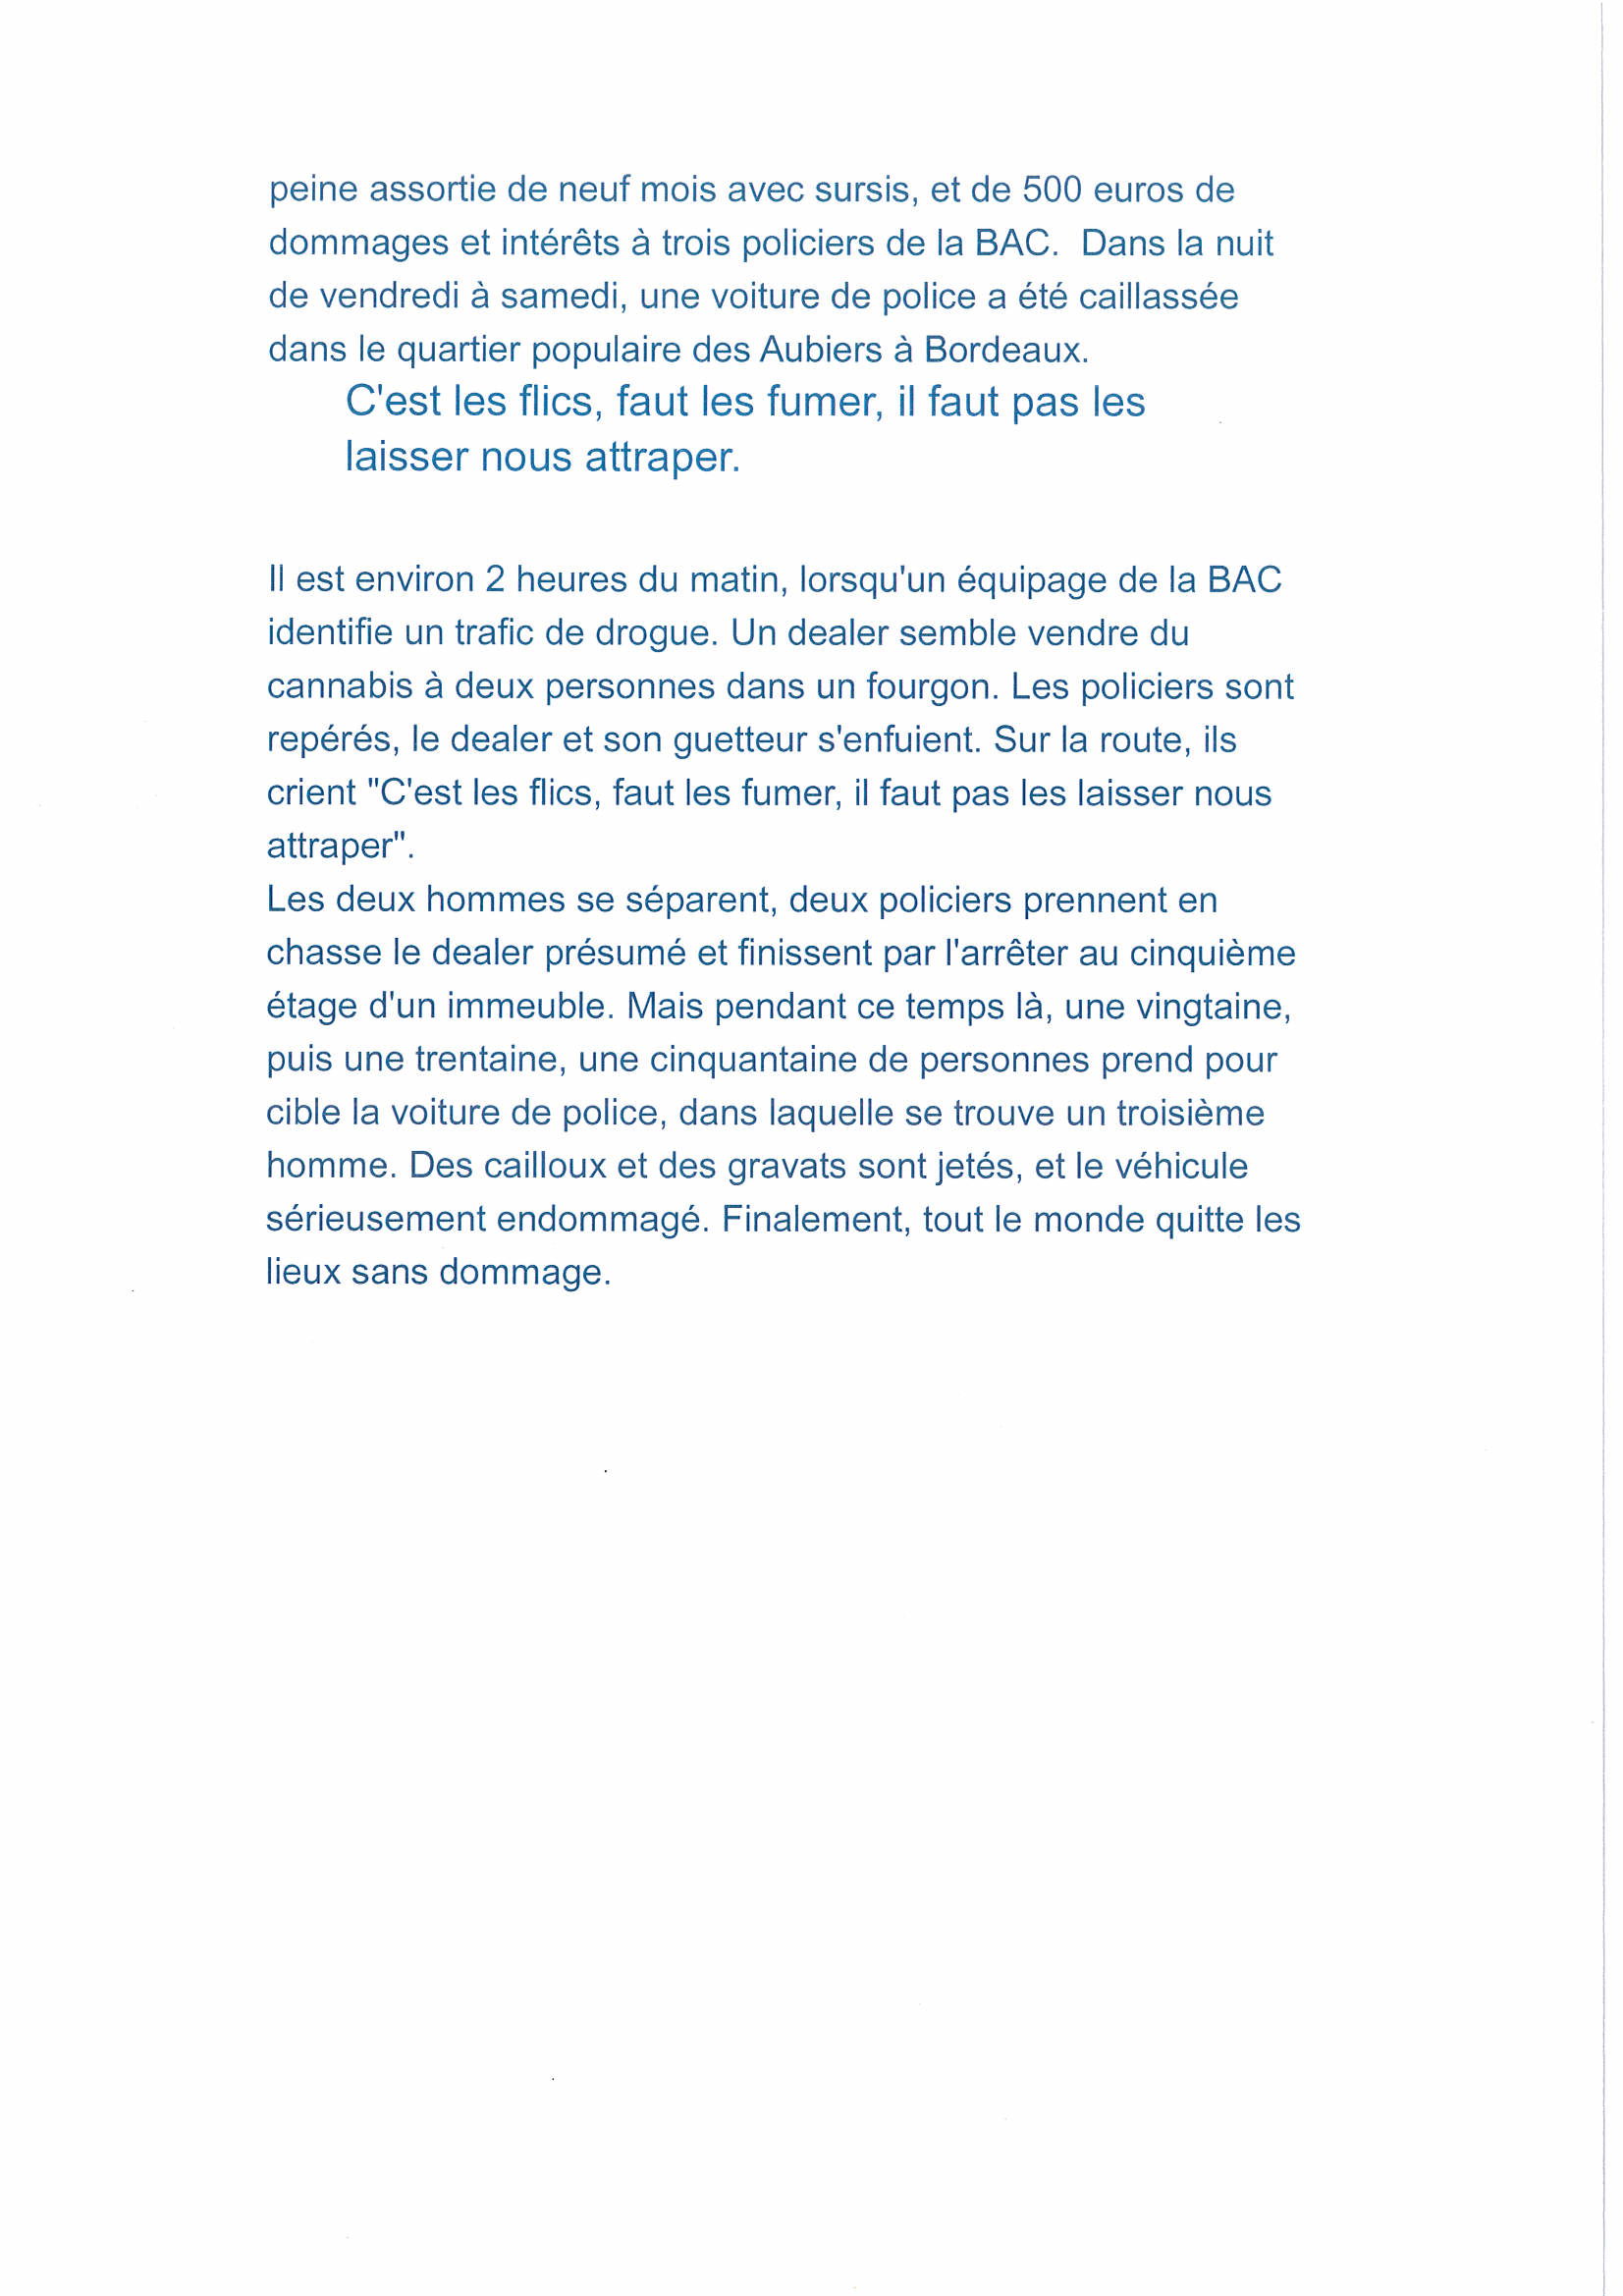 peine assortie de neuf mois avec sursis, et de 500 euros de
dommages et intérêts à trois policiers de la BAC.  Dans la nuit
de vendredi à samedi, une voiture de police a été caillassée
dans le quartier populaire des Aubiers à Bordeaux.
C'est les flics, faut les fumer, il faut pas les
laisser nous attraper.
Il est environ 2 heures du matin, lorsqu'un équipage de la BAC
identifie un trafic de drogue. Un dealer semble vendre du
cannabis à deux personnes dans un fourgon. Les policiers sont
repérés, le dealer et son guetteur s'enfuient. Sur la route, ils
crient "C'est les flics, faut les fumer, il faut pas les laisser nous
attraper".
Les deux hommes se séparent, deux policiers prennent en
chasse le dealer présumé et finissent par l'arrêter au cinquième
étage d'un immeuble. Mais pendant ce temps là, une vingtaine,
puis une trentaine, une cinquantaine de personnes prend pour
cible la voiture de police, dans laquelle se trouve un troisième
homme. Des cailloux et des gravats sont jetés, et le véhicule
sérieusement endommagé. Finalement, tout le monde quitte les
lieux sans dommage.